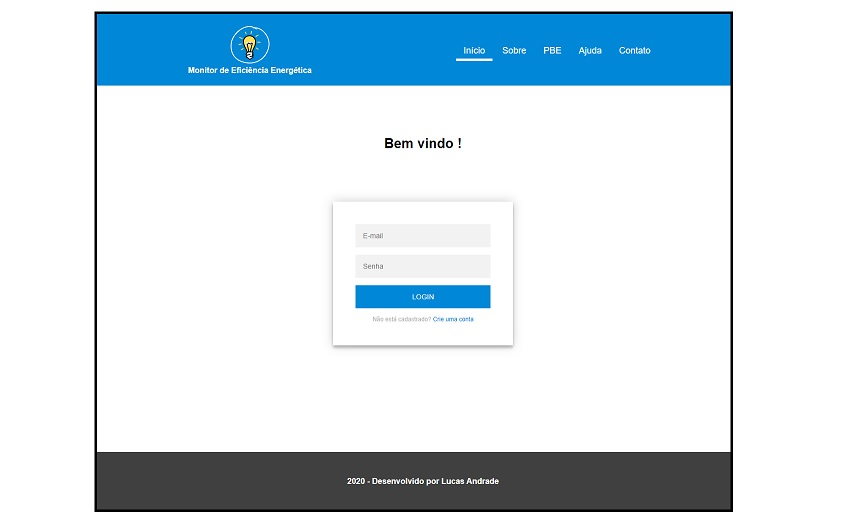 Monitor de Eficiência Energética
Início Sobre PBE Ajuda Contato
Bem vindo !
E-mail
Senha
LOGIN
Não está cadastrado? Crie uma conta
2020 - Desenvolvido por Lucas Andrade